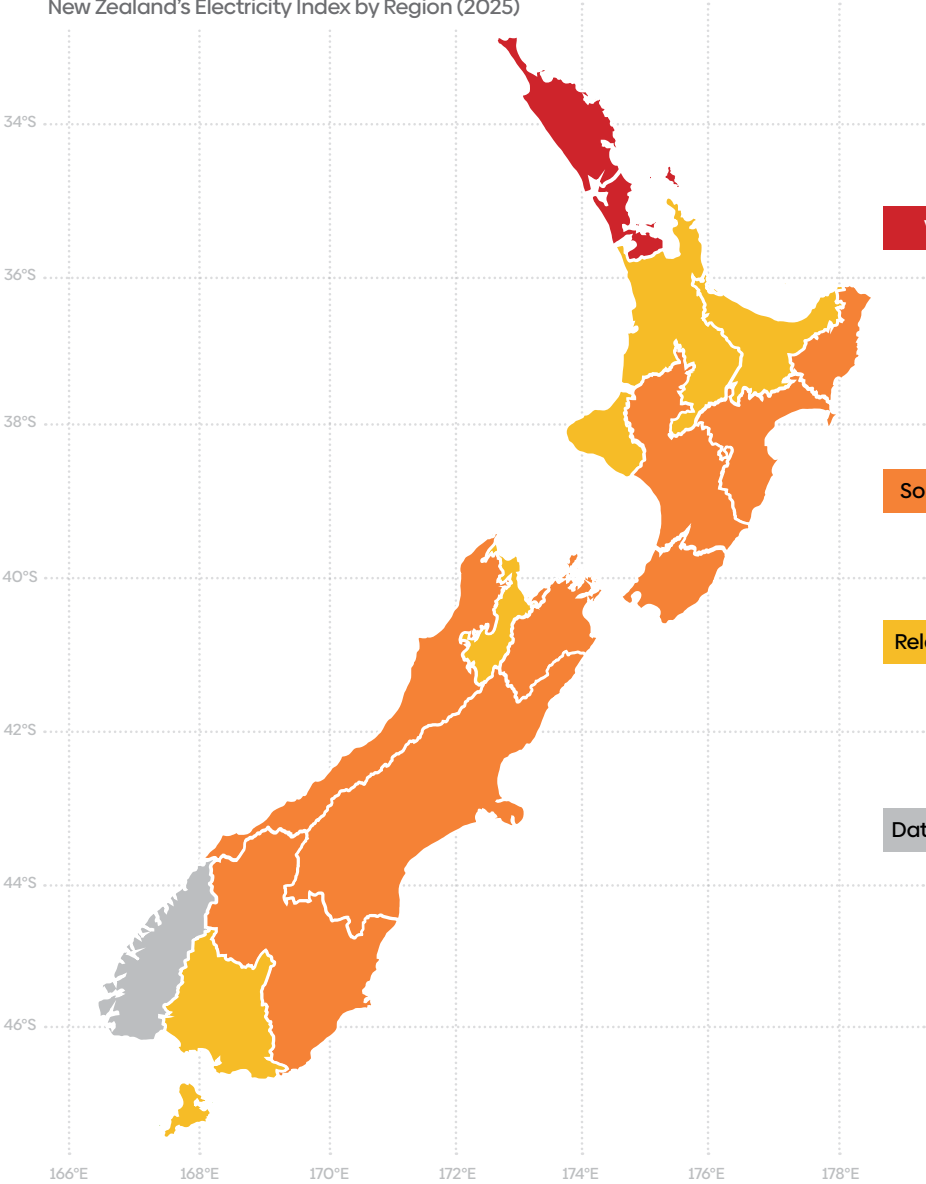 New Zealand's Electricity Index by Region (2025)
34°S
36°S
So
38°S
40°S
Rel
42°S
Dat
44°S
46°S
166°E 168°E 170°E 172°E 174°E 176°E 178°E